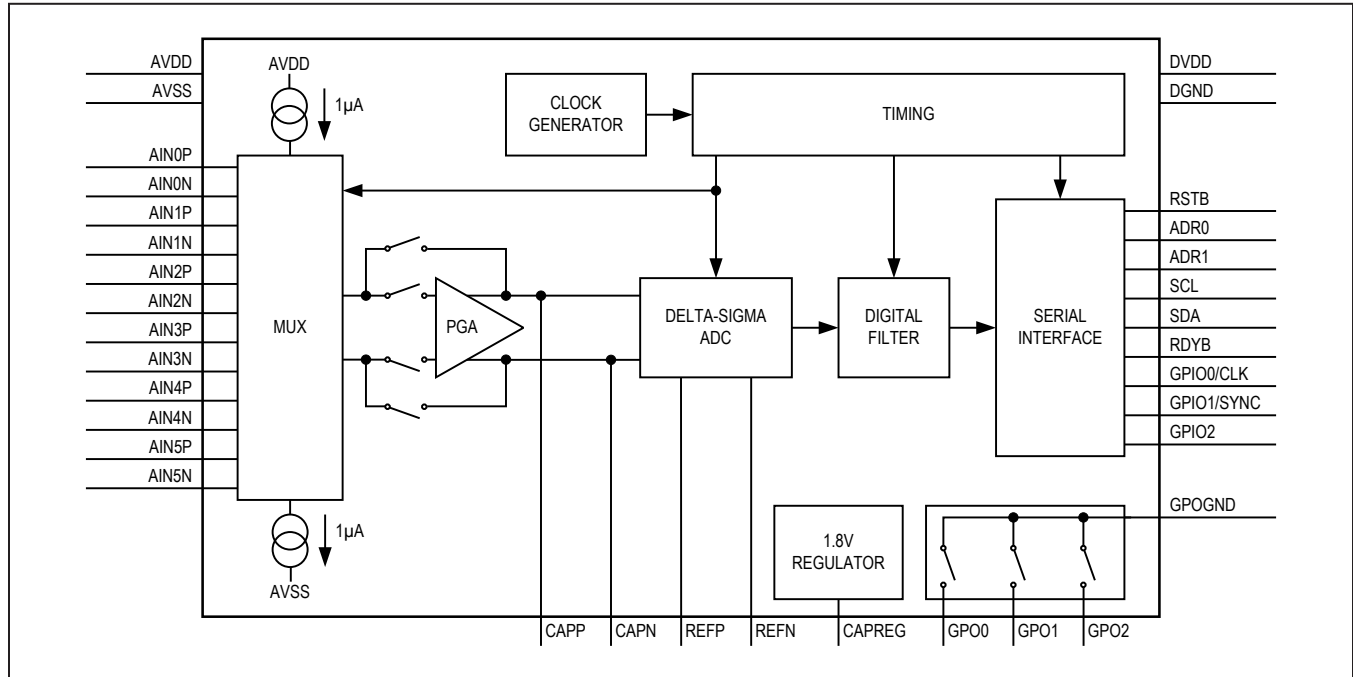 AVDD
AVSS
AIN0P
AIN0N
AIN1P
AIN1N
AIN2P
AIN2N
AIN3P
AIN3N
AIN4P
AIN4N
AIN5P
AIN5N
AVDD
1µA
MUX
1µA
AVSS
PGA
CLOCK
GENERATOR
TIMING
DELTA-SIGMA
ADC
DIGITAL
FILTER
SERIAL
INTERFACE
1.8V
REGULATOR
DVDD
DGND
RSTB
ADR0
ADR1
SCL
SDA
RDYB
GPIO0/CLK
GPIO1/SYNC
GPIO2
GPOGND
CAPP
CAPN
REFP
REFN
CAPREG
GPO0
GPO1
GPO2